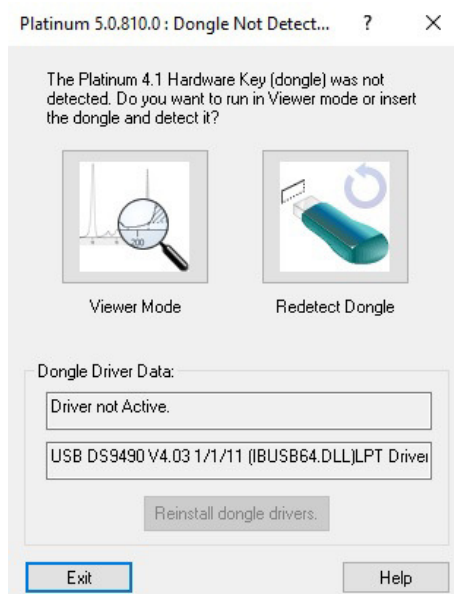 Platinum 5.0.810.0 : Dongle Not Detect...
?
The Platinum 4.1 Hardware Key (dongle) was not
detected. Do you want to run in Viewer mode or insert
the dongle and detect it?
200
Viewer Mode
Redetect Dongle
Dongle Driver Data:
Driver not Active.
USB DS9490 V4.03 1/1/11 (IBUSB64.DLL)LPT Driver
Reinstall dongle drivers.
Exit
Help